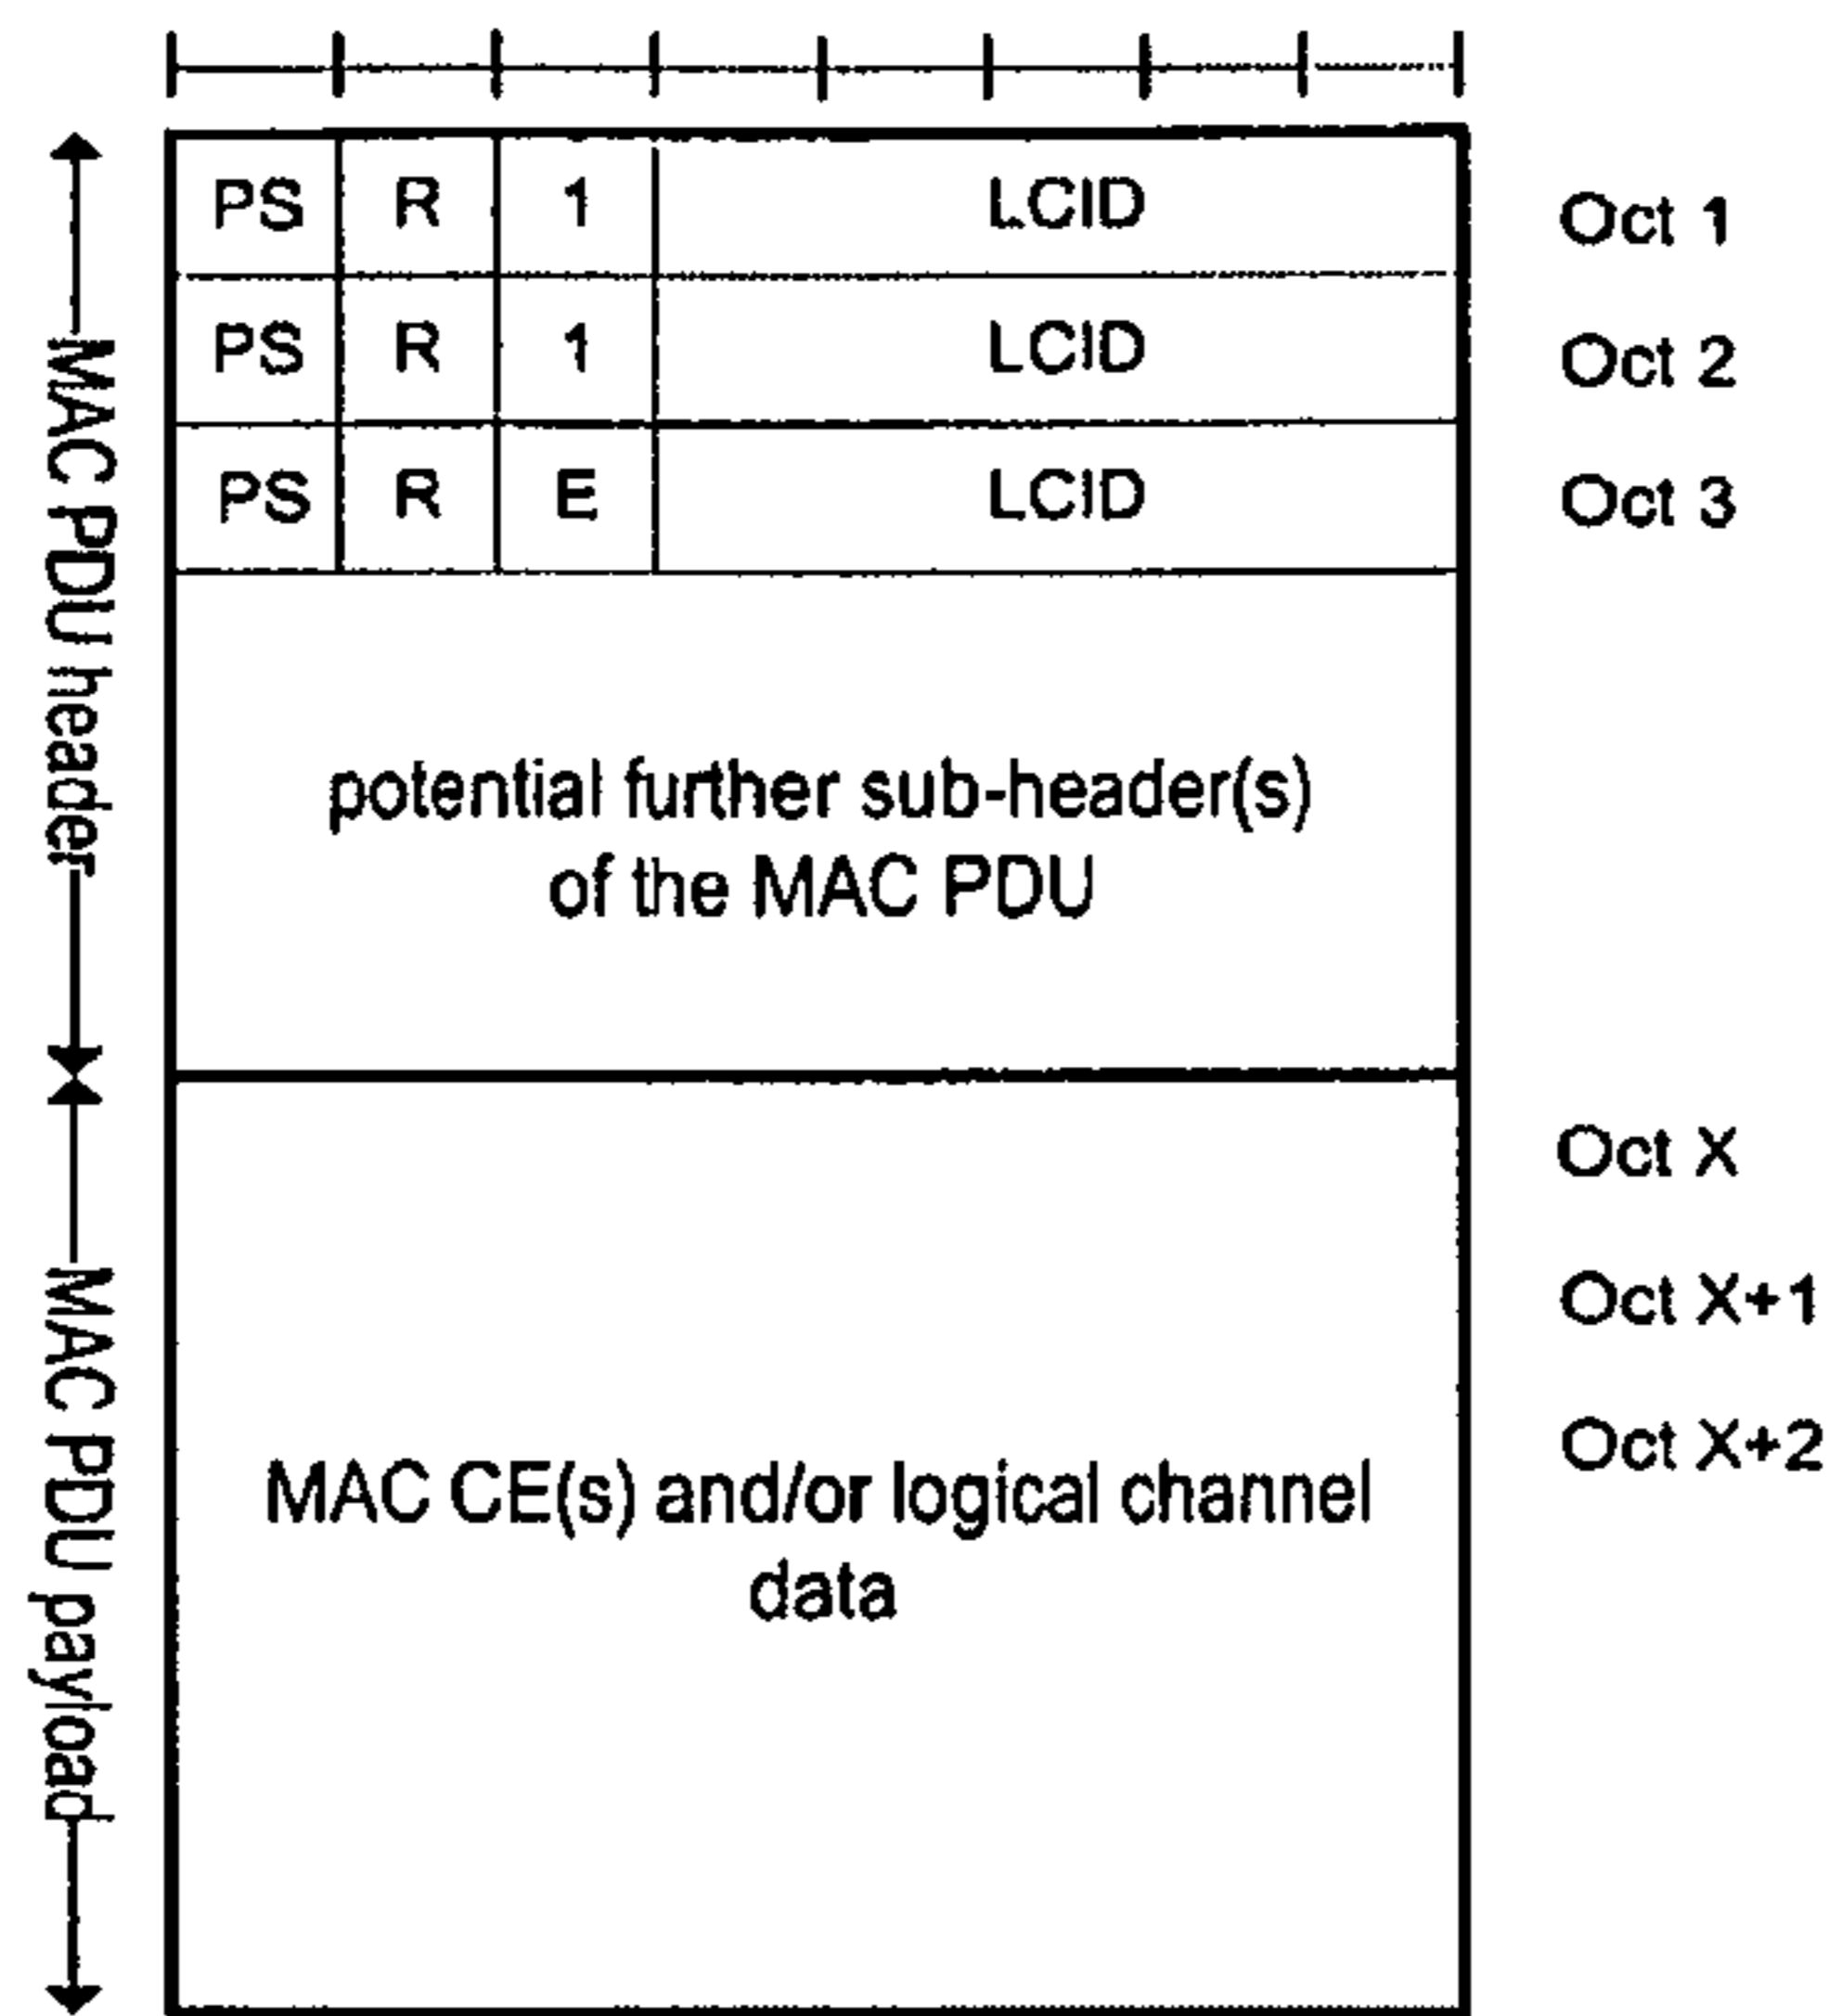 PS R 1 LCID Oct 1
PS R 1 LCID Oct 2
PS R E LCID Oct 3
MAC PDU header
potential further sub-header(s)
of the MAC PDU
Oct X
Oct X+1
Oct X+2
MAC PDU payload
MAC CE(s) and/or logical channel
data